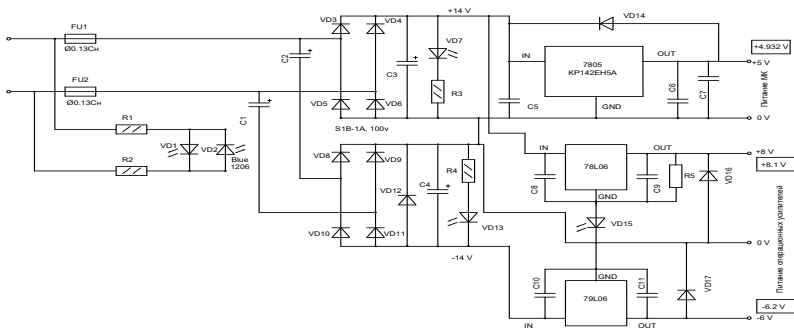 FU1
Ø0.13Cн
FU2
Ø0.13Cн
R1
R2
VD1
VD2
Blue
1206
C1
C2
VD3
VD4
VD5
VD6
S1B-1A, 100v
+14 V
VD7
C3
R3
VD8
VD9
VD10
VD11
VD12
C4
R4
VD13
-14 V
VD14
IN
7805
КР142ЕН5А
OUT
GND
C5
C6
C7
+4.932 V
+5 V
Питание МК
0 V
IN
78L06
OUT
GND
C8
C9
R5
VD16
+8 V
+8.1 V
VD15
0 V
Питание операционных усилителей
C10
GND
C11
79L06
IN
OUT
VD17
-6.2 V
-6 V